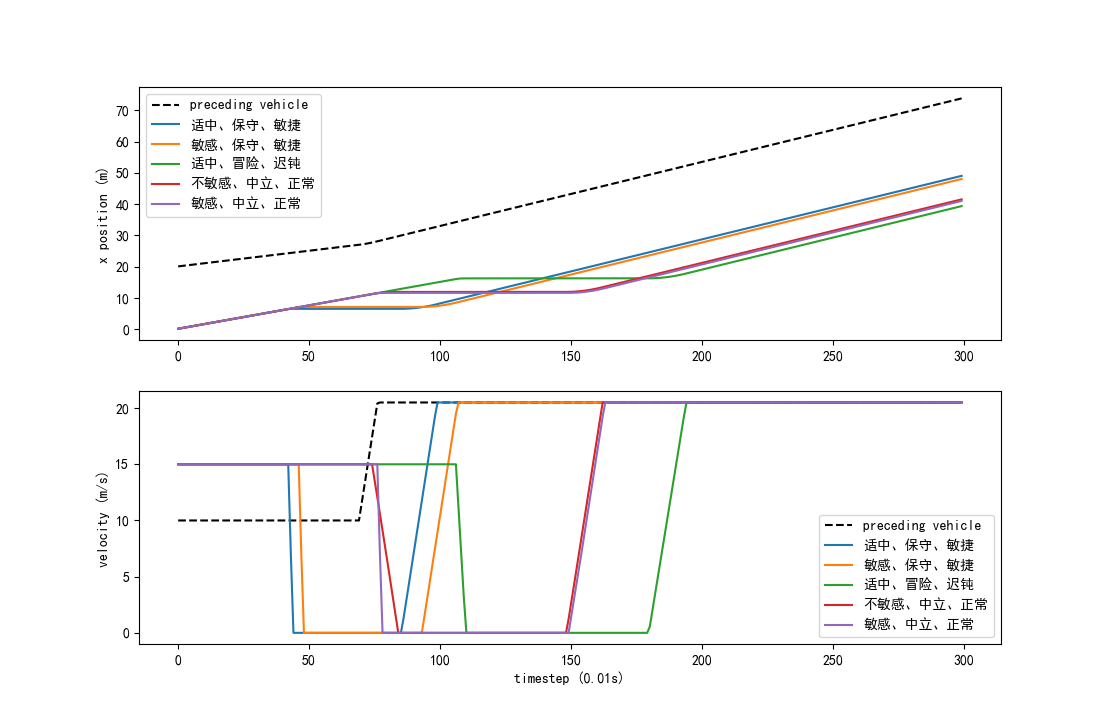 70
60
50
40
30
20
10
0
x position (m)
preceding vehicle
适中、保守、敏捷
敏感、保守、敏捷
适中、冒险、迟钝
不敏感、中立、正常
敏感、中立、正常
0 50 100 150 200 250 300
20
15
10
5
0
velocity (m/s)
preceding vehicle
适中、保守、敏捷
敏感、保守、敏捷
适中、冒险、迟钝
不敏感、中立、正常
敏感、中立、正常
0 50 100 150 200 250 300
timestep (0.01s)